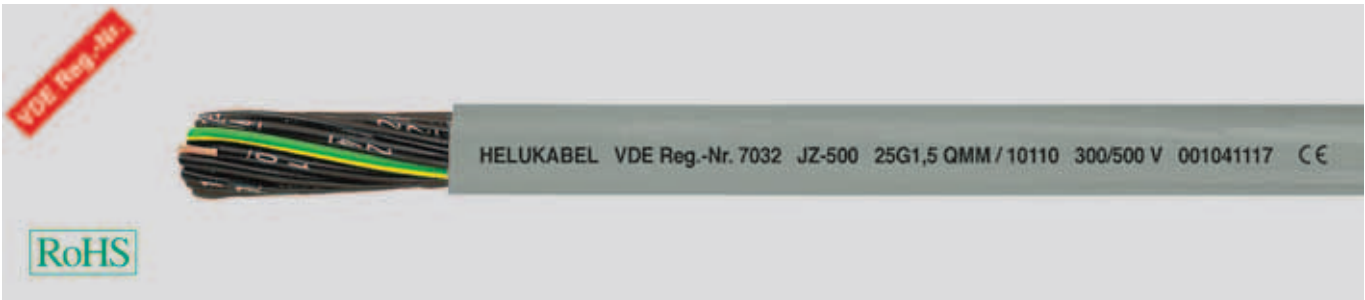 VDE Reg.-Nr.
HELUKABEL VDE Reg.-Nr. 7032 JZ-500 25G1,5 QMM / 10110 300/500 V 001041117 CE
RoHS